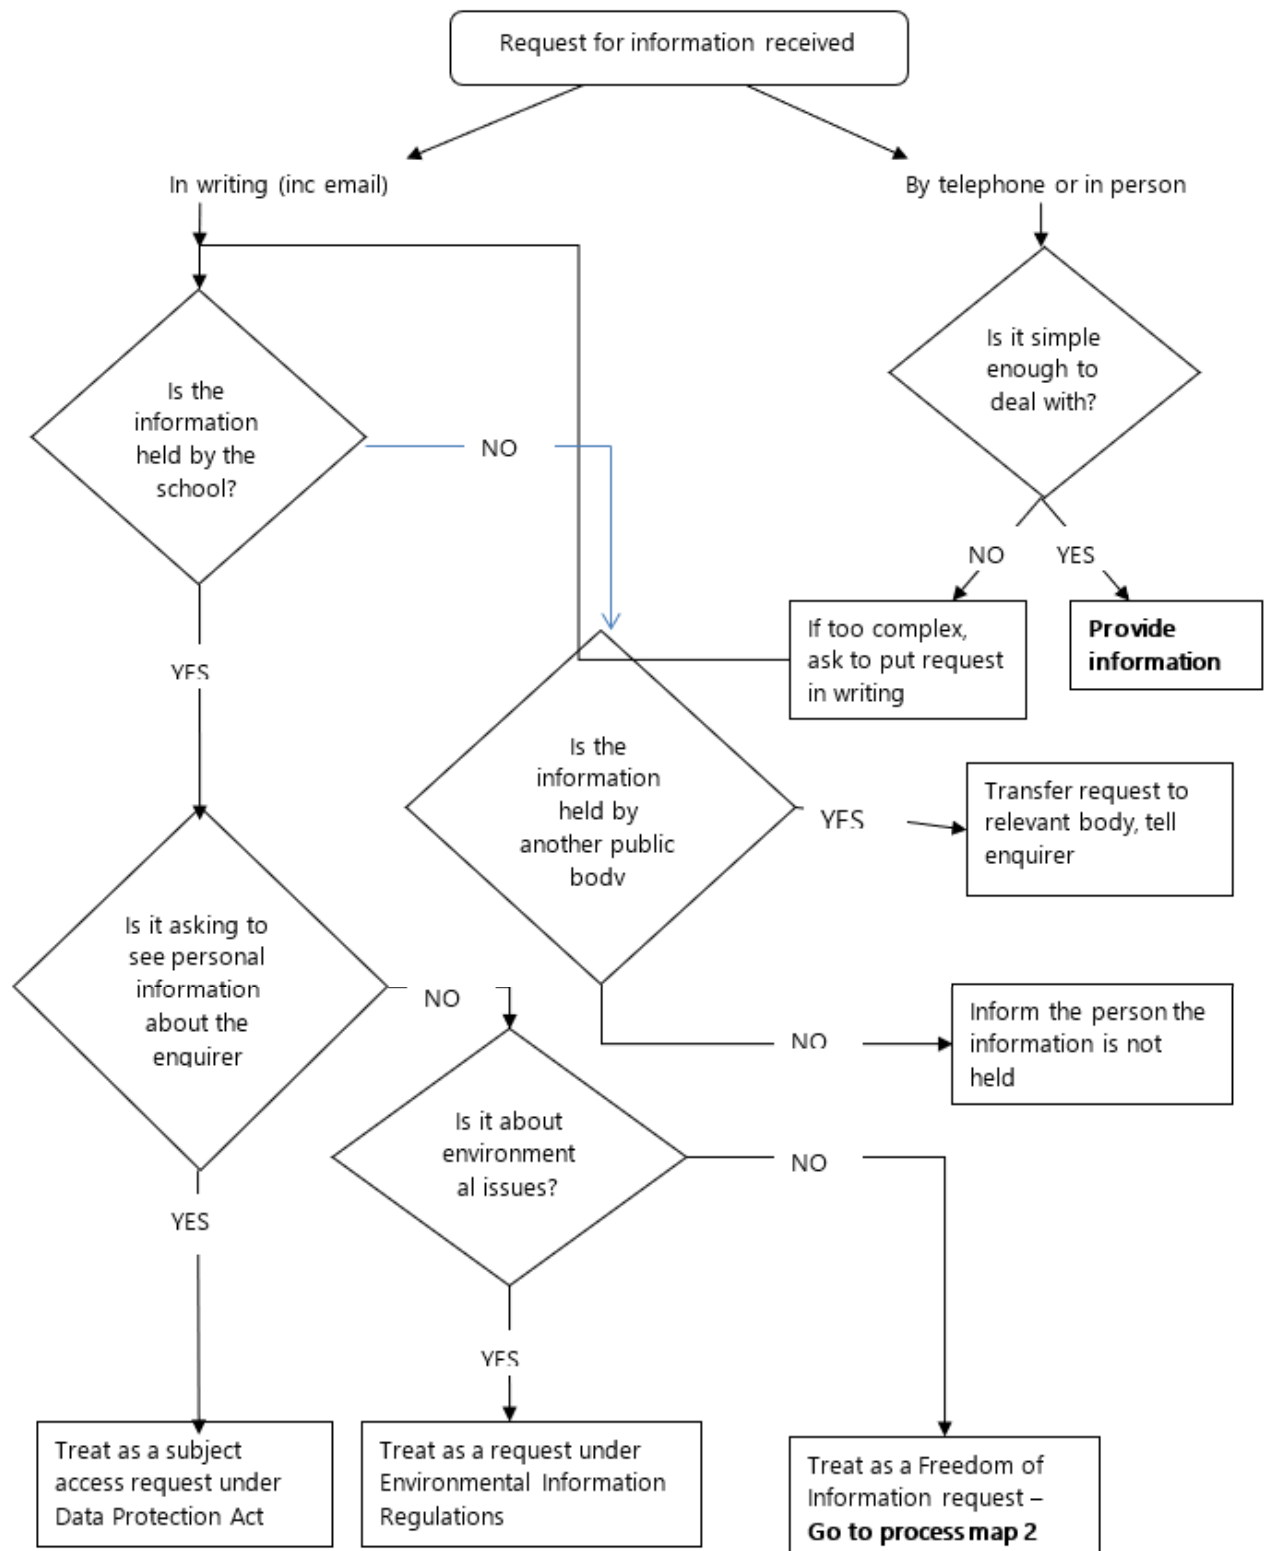 Request for information received
In writing (inc email)
By telephone or in person
Is it simple
enough to
deal with?
Is the
information
held by the
school?
NO
NO
YES
If too complex,
ask to put request
in writing
Provide
information
YES
Is the
information
held by
another public
body
YES
Transfer request to
relevant body, tell
enquirer
Is it asking to
see personal
information
about the
enquirer
NO
NO
Inform the person the
information is not
held
Is it about
environment
al issues?
NO
YES
YES
Treat as a subject
access request under
Data Protection Act
Treat as a request under
Environmental Information
Regulations
Treat as a Freedom of
Information request –
Go to process map 2